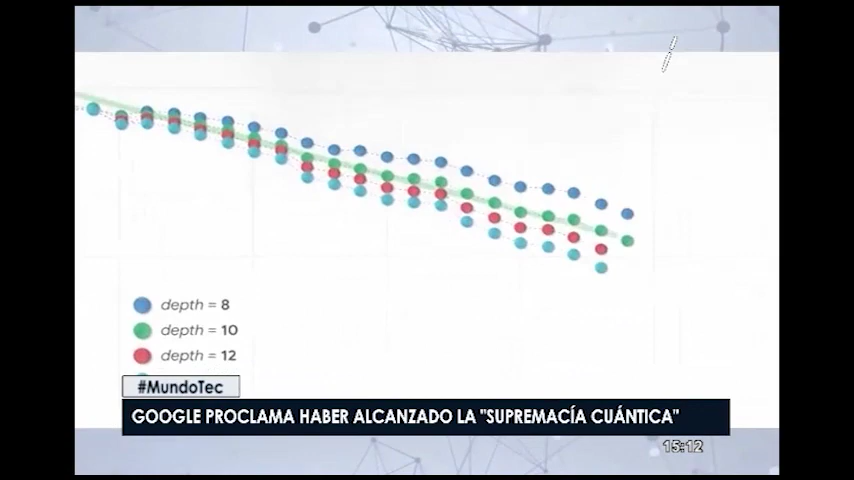 depth = 8
depth = 10
depth = 12
#MundoTec
GOOGLE PROCLAMA HABER ALCANZADO LA "SUPREMACÍA CUÁNTICA"
15:12